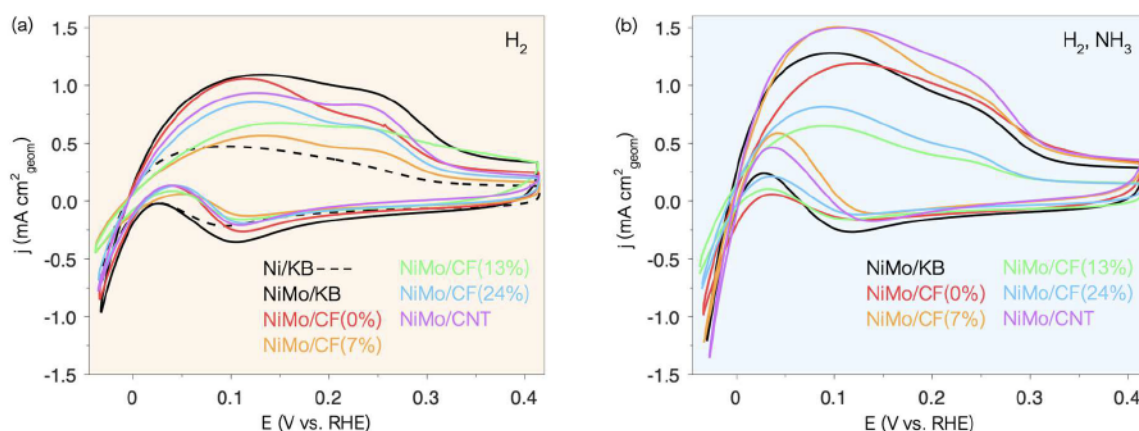 (a)
H2
1.5
1.0
0.5
0.0
-0.5
-1.0
-1.5
j (mA cm²geom)
Ni/KB
NiMo/KB
NiMo/CF(0%)
NiMo/CF(7%)
NiMo/CF(13%)
NiMo/CF(24%)
NiMo/CNT
0 0.1 0.2 0.3 0.4
E (V vs. RHE)
(b)
H2, NH3
1.5
1.0
0.5
0.0
-0.5
-1.0
-1.5
j (mA cm²geom)
NiMo/KB
NiMo/CF(0%)
NiMo/CF(7%)
NiMo/CF(13%)
NiMo/CF(24%)
NiMo/CNT
0 0.1 0.2 0.3 0.4
E (V vs. RHE)